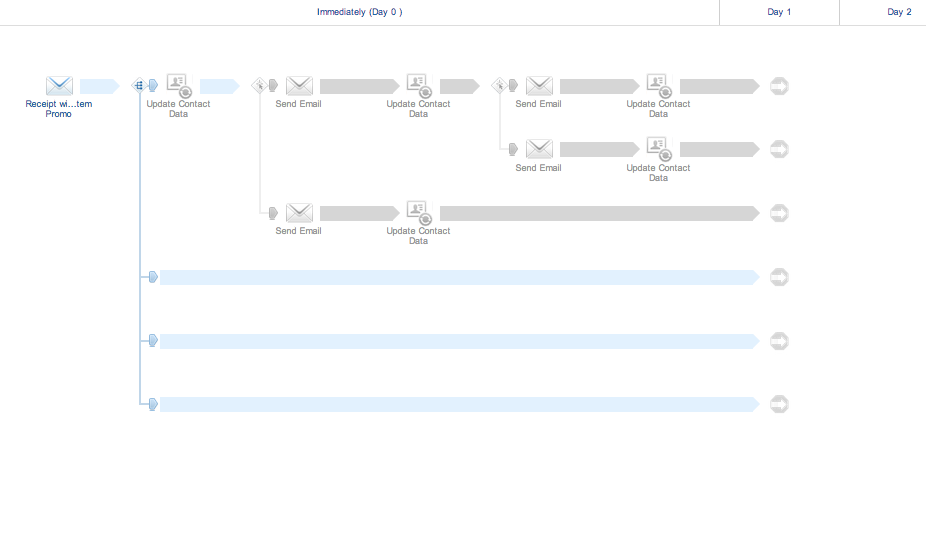 Immediately (Day 0 )
Day 1
Day 2
Receipt wi...tem
Promo
Update Contact
Data
Send Email
Update Contact
Data
Send Email
Update Contact
Data
Send Email
Update Contact
Data
Send Email
Update Contact
Data